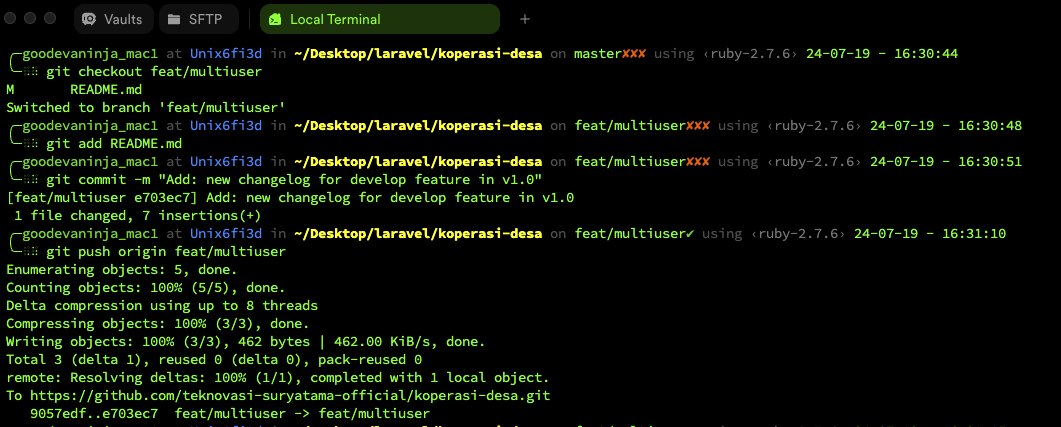 Vaults SFTP Local Terminal +
goodevaninja_mac1 at Unix6fi3d in ~/Desktop/laravel/koperasi-desa on master✘✘✘ using ‹ruby-2.7.6› 24-07-19 - 16:30:44
git checkout feat/multiuser
M README.md
Switched to branch 'feat/multiuser'
goodevaninja_mac1 at Unix6fi3d in ~/Desktop/laravel/koperasi-desa on feat/multiuser✘✘✘ using ‹ruby-2.7.6› 24-07-19 - 16:30:48
git add README.md
goodevaninja_mac1 at Unix6fi3d in ~/Desktop/laravel/koperasi-desa on feat/multiuser✘✘✘ using ‹ruby-2.7.6› 24-07-19 - 16:30:51
git commit -m "Add: new changelog for develop feature in v1.0"
[feat/multiuser e703ec7] Add: new changelog for develop feature in v1.0
1 file changed, 7 insertions(+)
goodevaninja_mac1 at Unix6fi3d in ~/Desktop/laravel/koperasi-desa on feat/multiuser✔ using ‹ruby-2.7.6› 24-07-19 - 16:31:10
git push origin feat/multiuser
Enumerating objects: 5, done.
Counting objects: 100% (5/5), done.
Delta compression using up to 8 threads
Compressing objects: 100% (3/3), done.
Writing objects: 100% (3/3), 462 bytes | 462.00 KiB/s, done.
Total 3 (delta 1), reused 0 (delta 0), pack-reused 0
remote: Resolving deltas: 100% (1/1), completed with 1 local object.
To https://github.com/teknovasi-suryatama-official/koperasi-desa.git
9057edf..e703ec7 feat/multiuser -> feat/multiuser